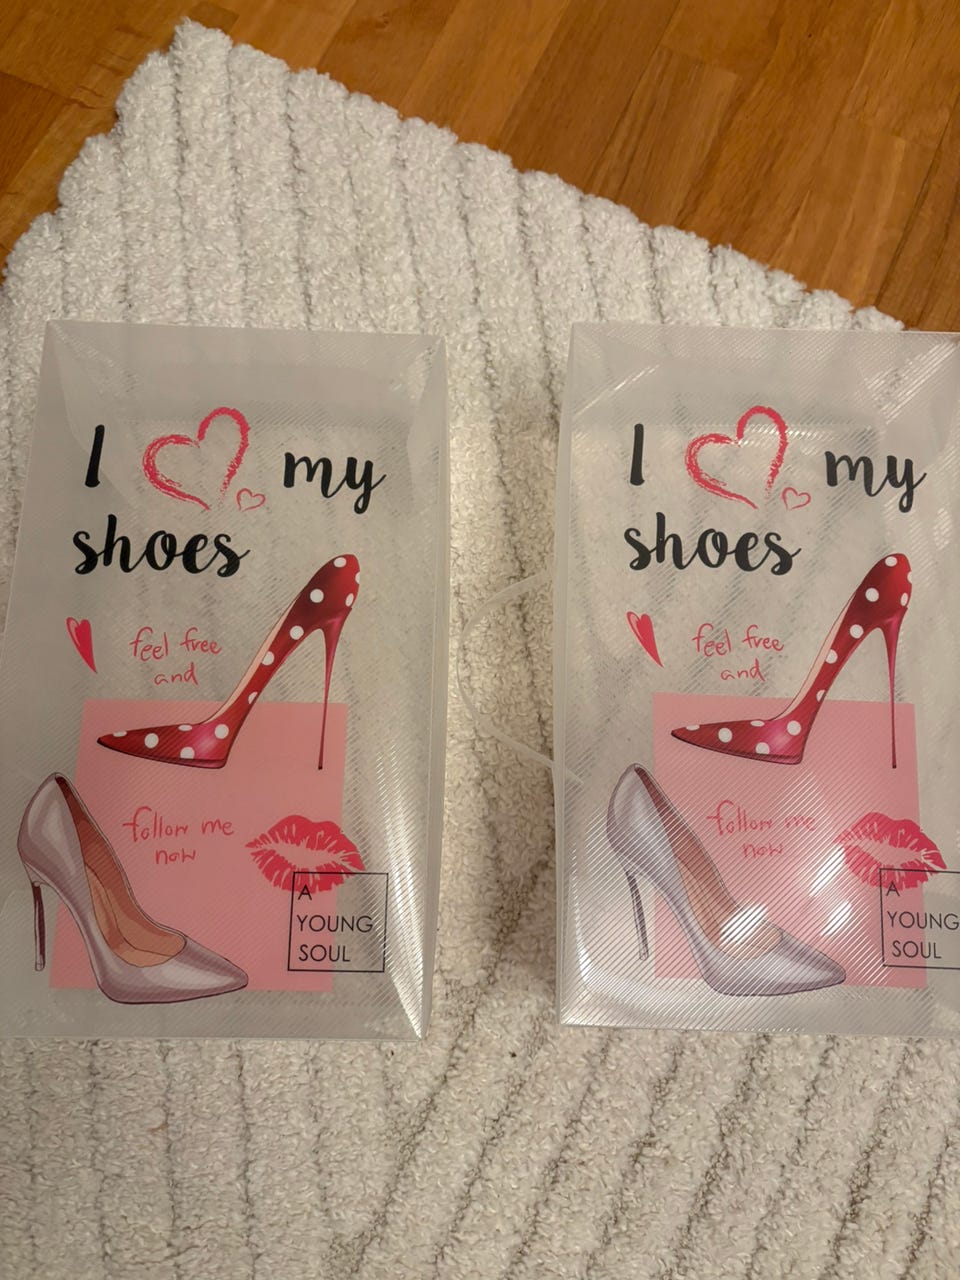 I my
shoes
feel free
and
follow me
now
A
YOUNG
SOUL
I my
shoes
feel free
and
follow me
now
A
YOUNG
SOUL